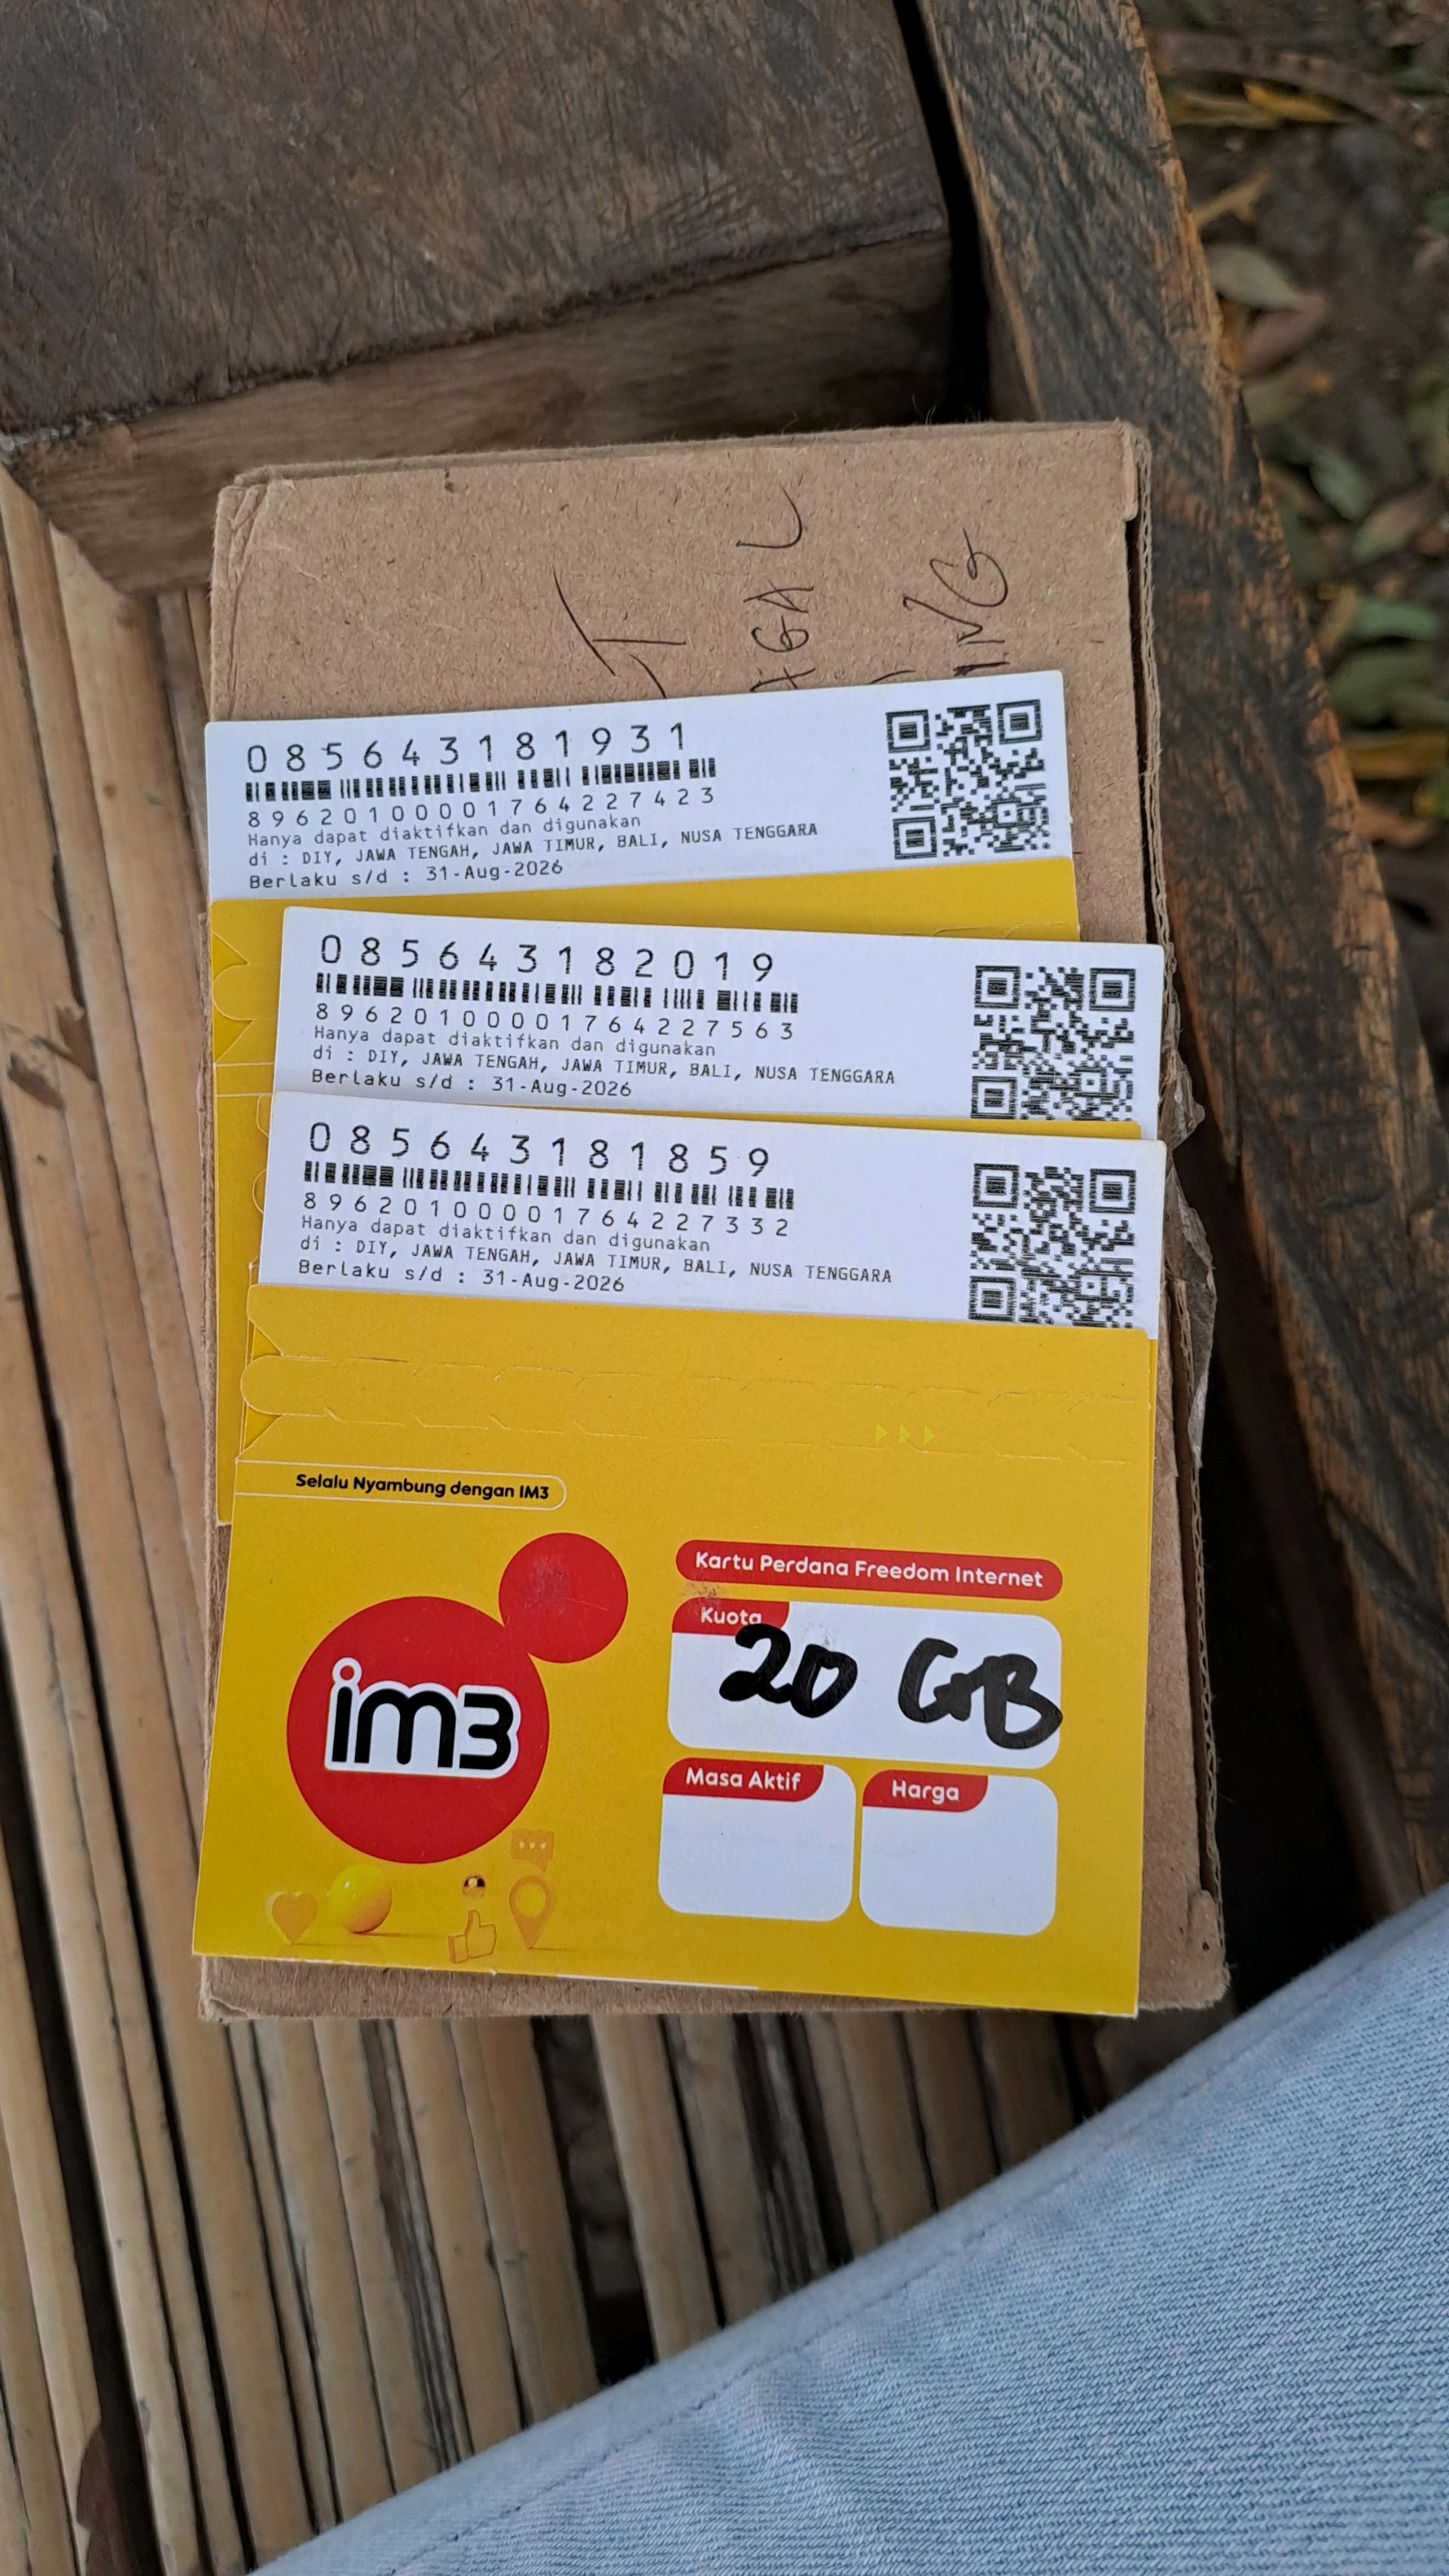 085643181931
89620100001764227423
Hanya dapat diaktifkan dan digunakan
di : DIY, JAWA TENGAH, JAWA TIMUR, BALI, NUSA TENGGARA
Berlaku s/d : 31-Aug-2026
085643182019
89620100001764227563
Hanya dapat diaktifkan dan digunakan
di : DIY, JAWA TENGAH, JAWA TIMUR, BALI, NUSA TENGGARA
Berlaku s/d : 31-Aug-2026
085643181859
89620100001764227332
Hanya dapat diaktifkan dan digunakan
di : DIY, JAWA TENGAH, JAWA TIMUR, BALI, NUSA TENGGARA
Berlaku s/d : 31-Aug-2026
Selalu Nyambung dengan IM3
im3
Kartu Perdana Freedom Internet
Kuota
20 GB
Masa Aktif
Harga